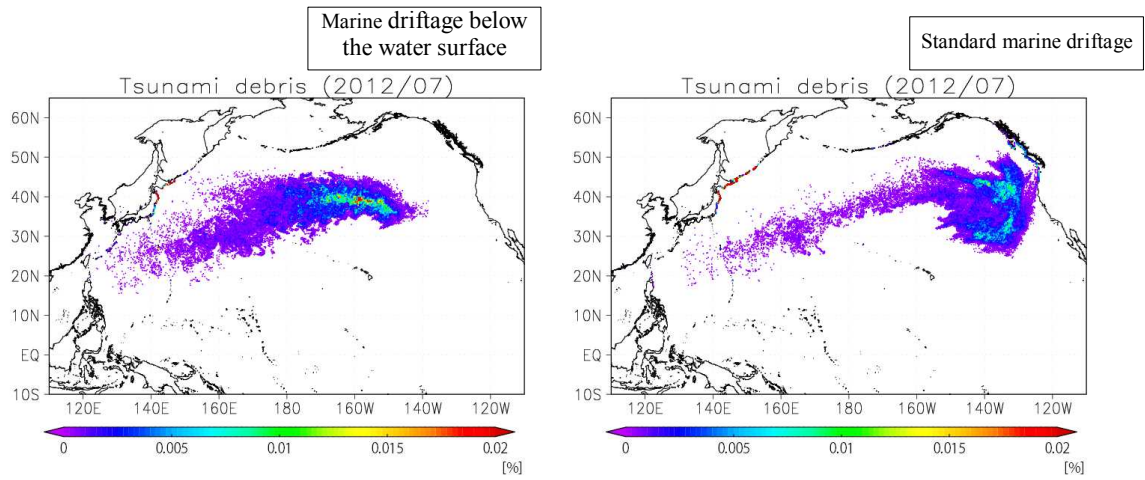 Marine driftage below
the water surface
Tsunami debris (2012/07)
60N
50N
40N
30N
20N
10N
EQ
10S
120E 140E 160E 180 160W 140W 120W
0 0.005 0.01 0.015 0.02
[%]
Standard marine driftage
Tsunami debris (2012/07)
60N
50N
40N
30N
20N
10N
EQ
10S
120E 140E 160E 180 160W 140W 120W
0 0.005 0.01 0.015 0.02
[%]